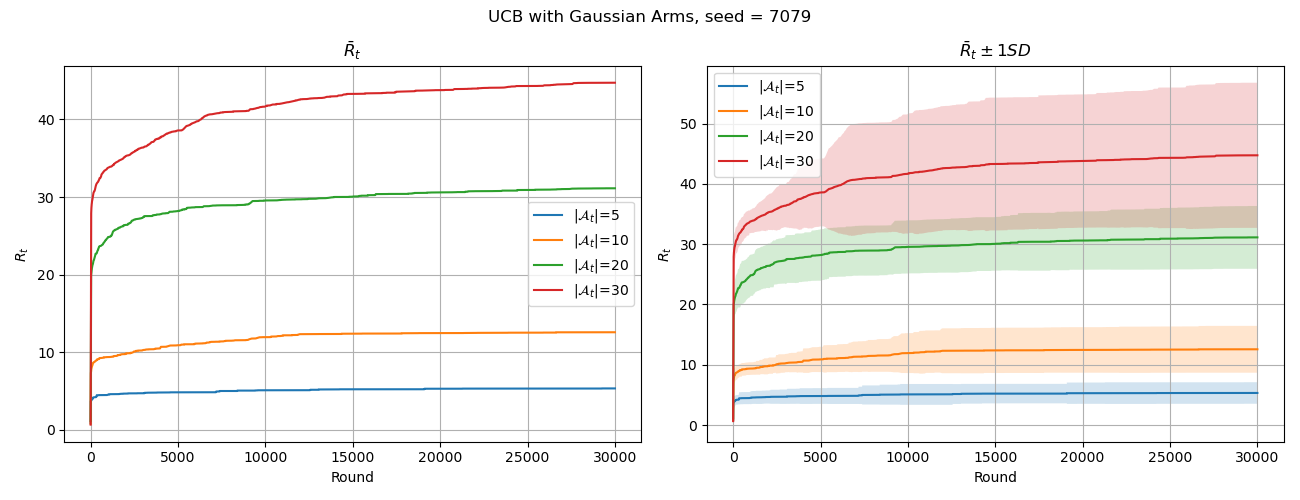 UCB with Gaussian Arms, seed = 7079
R̄ₜ
Rₜ
40
30
20
10
0
|𝒜ₜ|=5
|𝒜ₜ|=10
|𝒜ₜ|=20
|𝒜ₜ|=30
0 5000 10000 15000 20000 25000 30000
Round
R̄ₜ ± 1SD
Rₜ
50
40
30
20
10
0
|𝒜ₜ|=5
|𝒜ₜ|=10
|𝒜ₜ|=20
|𝒜ₜ|=30
0 5000 10000 15000 20000 25000 30000
Round